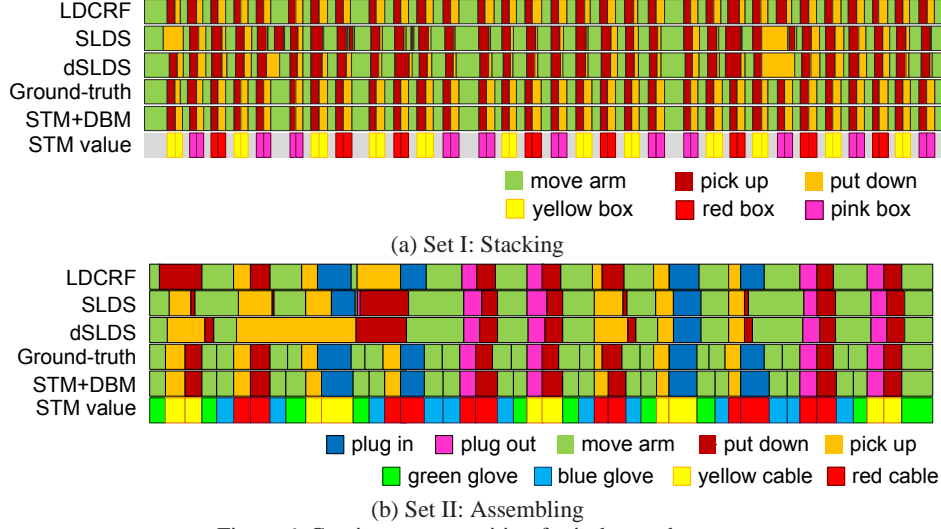 LDCRF
SLDS
dSLDS
Ground-truth
STM+DBM
STM value
move arm pick up put down
yellow box red box pink box
(a) Set I: Stacking
LDCRF
SLDS
dSLDS
Ground-truth
STM+DBM
STM value
plug in plug out move arm put down pick up
green glove blue glove yellow cable red cable
(b) Set II: Assembling